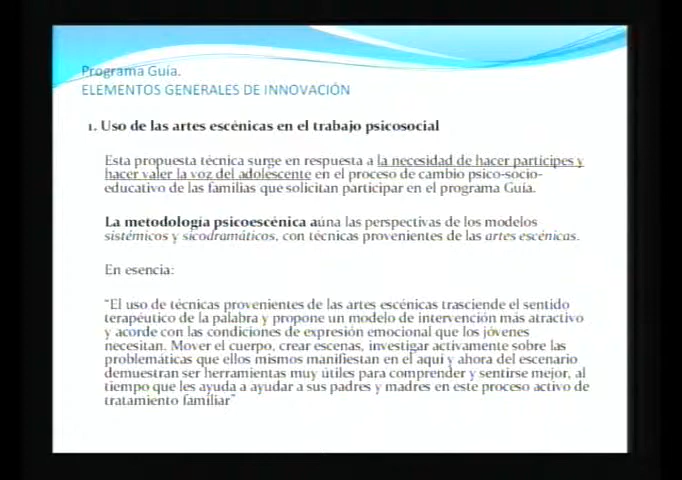 Programa Guía.
ELEMENTOS GENERALES DE INNOVACIÓN
1. Uso de las artes escénicas en el trabajo psicosocial
Esta propuesta técnica surge en respuesta a la necesidad de hacer partícipes y
hacer valer la voz del adolescente en el proceso de cambio psico-socio-
educativo de las familias que solicitan participar en el programa Guía.
La metodología psicoescénica aúna las perspectivas de los modelos
sistémicos y sicodramáticos, con técnicas provenientes de las artes escénicas.
En esencia:
"El uso de técnicas provenientes de las artes escénicas trasciende el sentido
terapéutico de la palabra y propone un modelo de intervención más atractivo
y acorde con las condiciones de expresión emocional que los jóvenes
necesitan. Mover el cuerpo, crear escenas, investigar activamente sobre las
problemáticas que ellos mismos manifiestan en el aquí y ahora del escenario
demuestran ser herramientas muy útiles para comprender y sentirse mejor, al
tiempo que les ayuda a ayudar a sus padres y madres en este proceso activo de
tratamiento familiar"